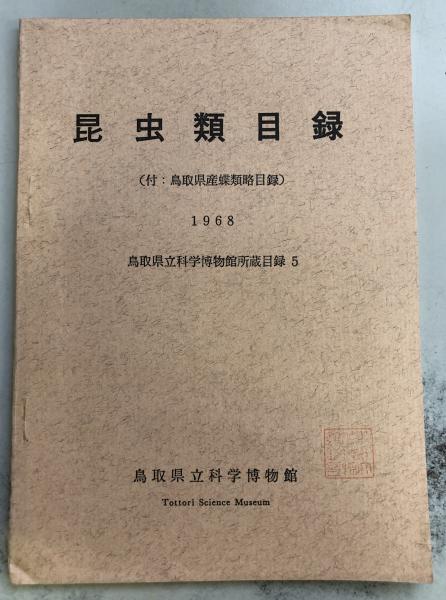 昆虫類目録
(付：鳥取県産蝶類略目録)
1968
鳥取県立科学博物館所蔵目録 5
鳥取県立科学博物館
Tottori Science Museum